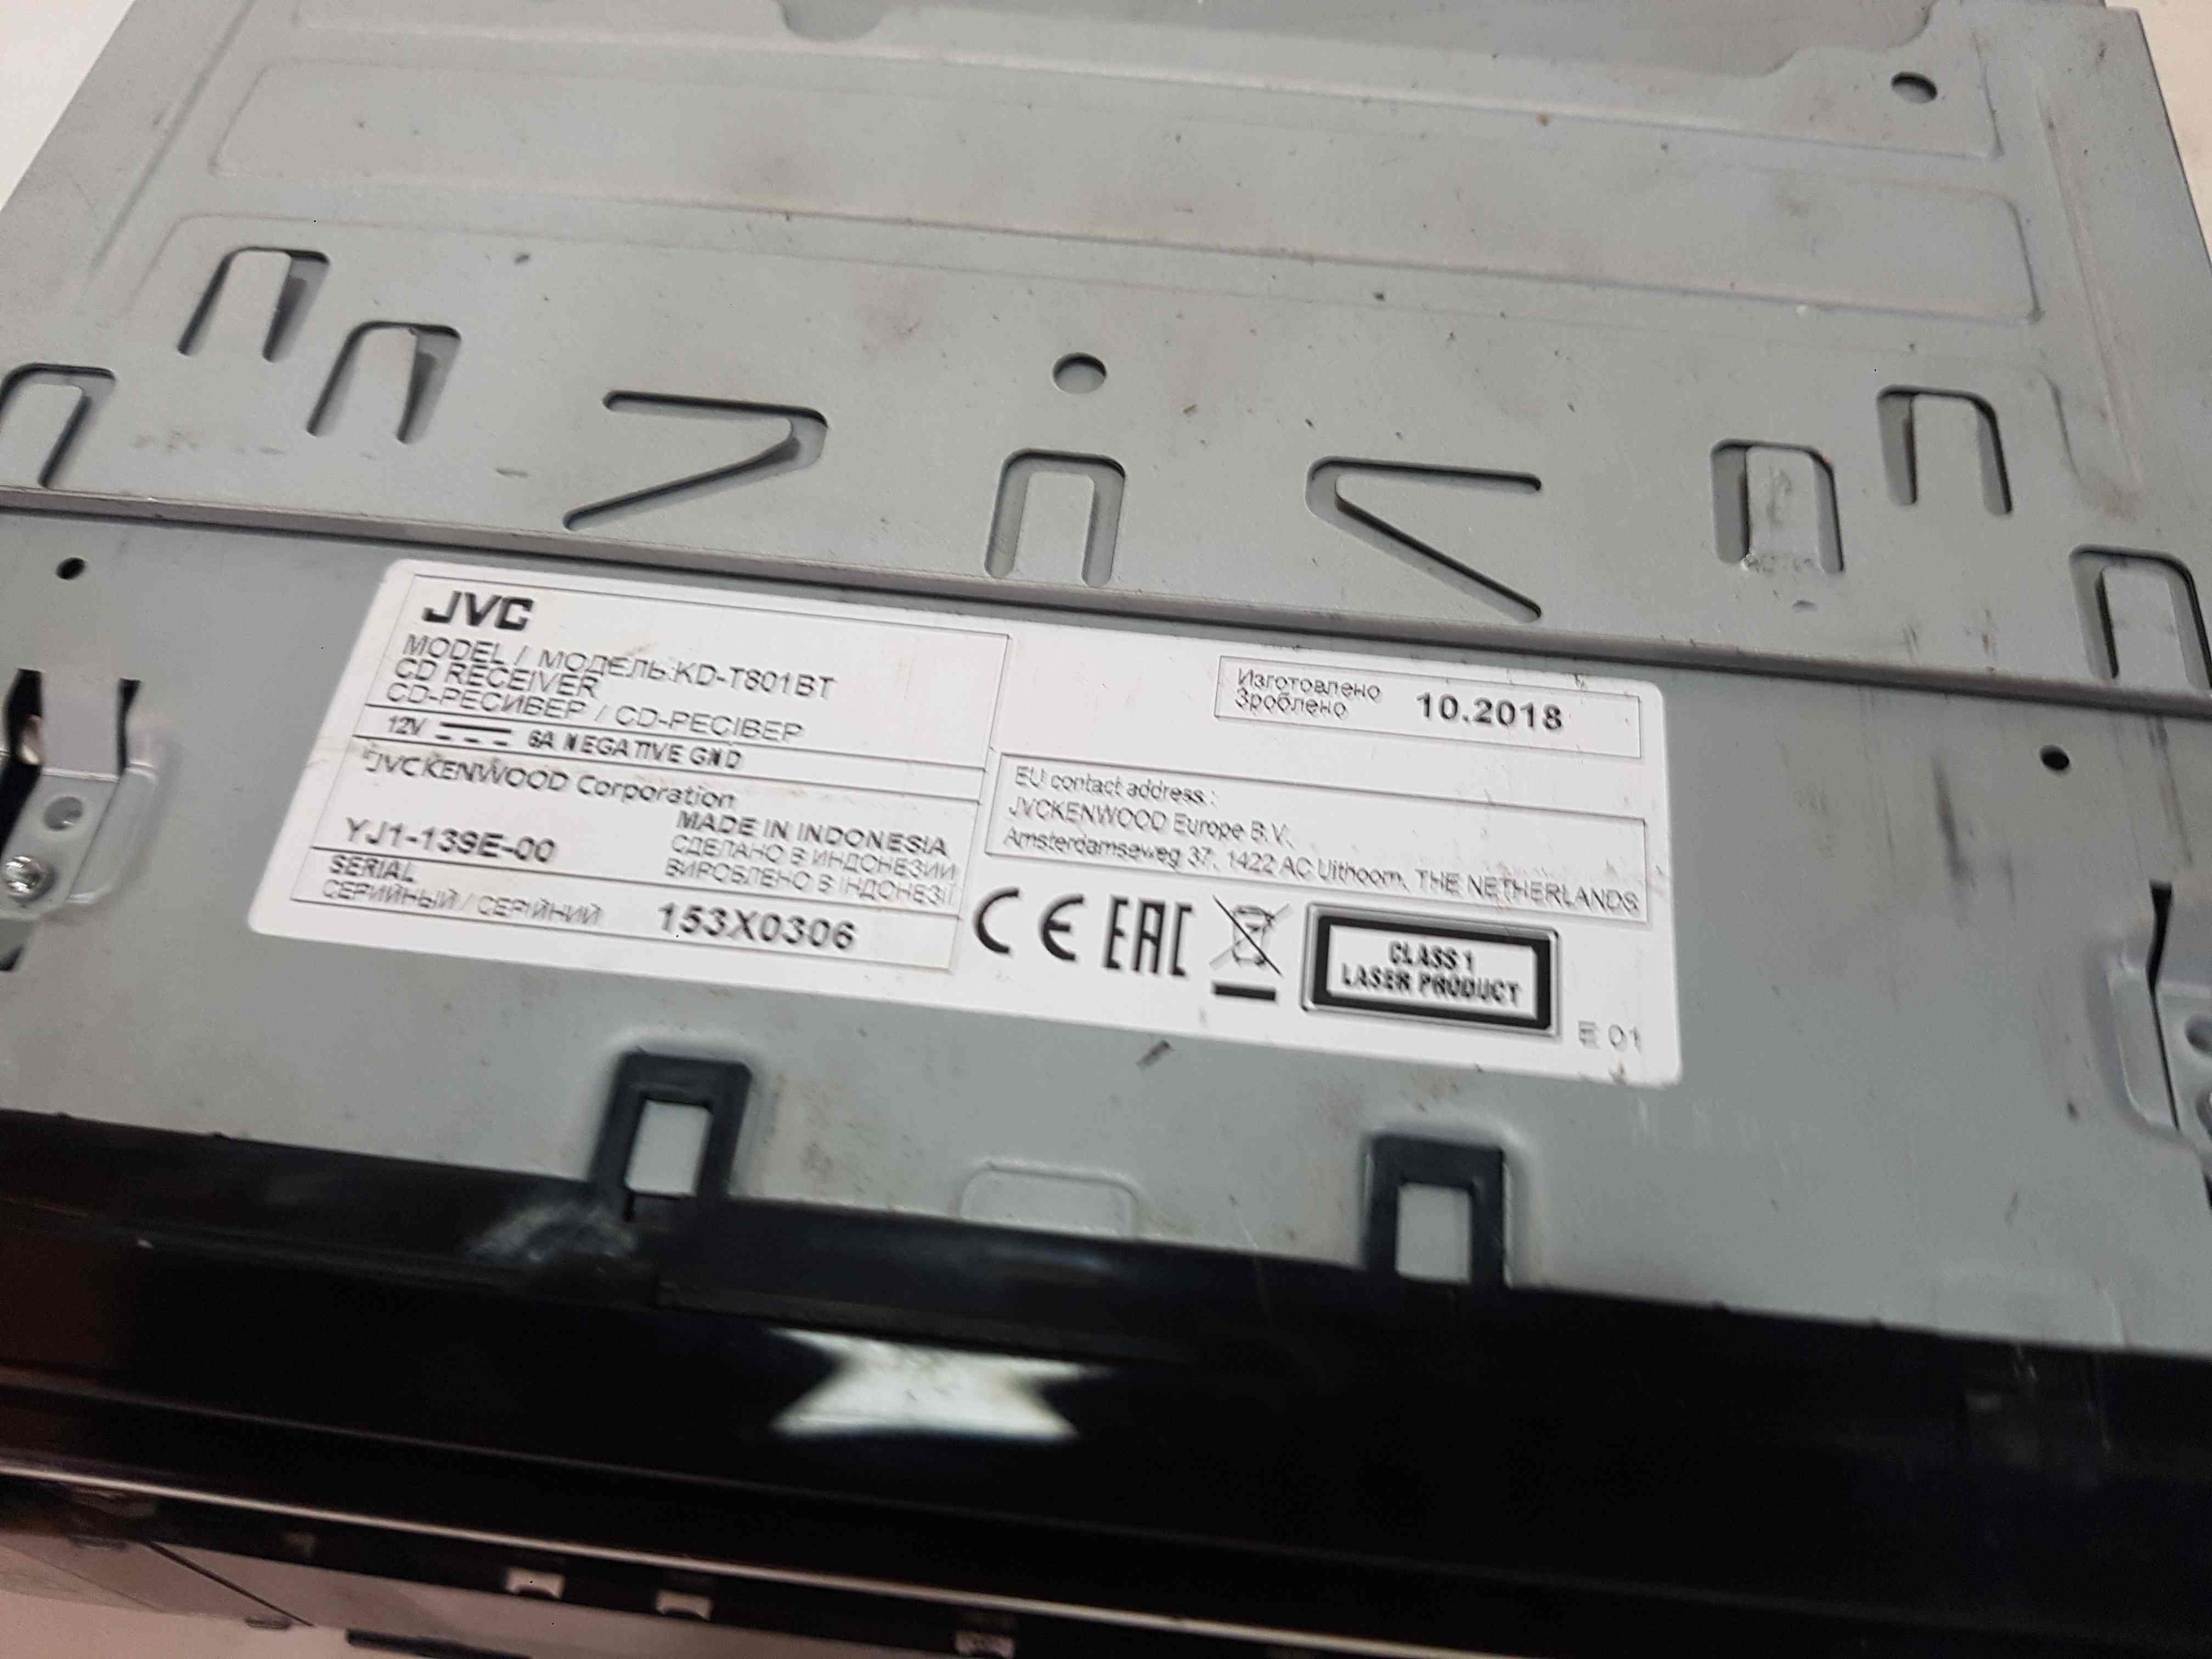 JVC
MODEL / МОДЕЛЬ:KD-T801BT
CD RECEIVER
CD-РЕСИВЕР / CD-РЕСІВЕР
12V 6A NEGATIVE GND
JVCKENWOOD Corporation
MADE IN INDONESIA
YJ1-139E-00
СДЕЛАНО В ИНДОНЕЗИИ
ВИРОБЛЕНО В ІНДОНЕЗІЇ
SERIAL
СЕРИЙНЫЙ / СЕРІЙНИЙ 153X0306
Изготовлено
Зроблено 10.2018
EU contact address:
JVCKENWOOD Europe B.V.
Amsterdamseweg 37, 1422 AC Uithoorn, THE NETHERLANDS
CE EAC
CLASS 1
LASER PRODUCT
E 01